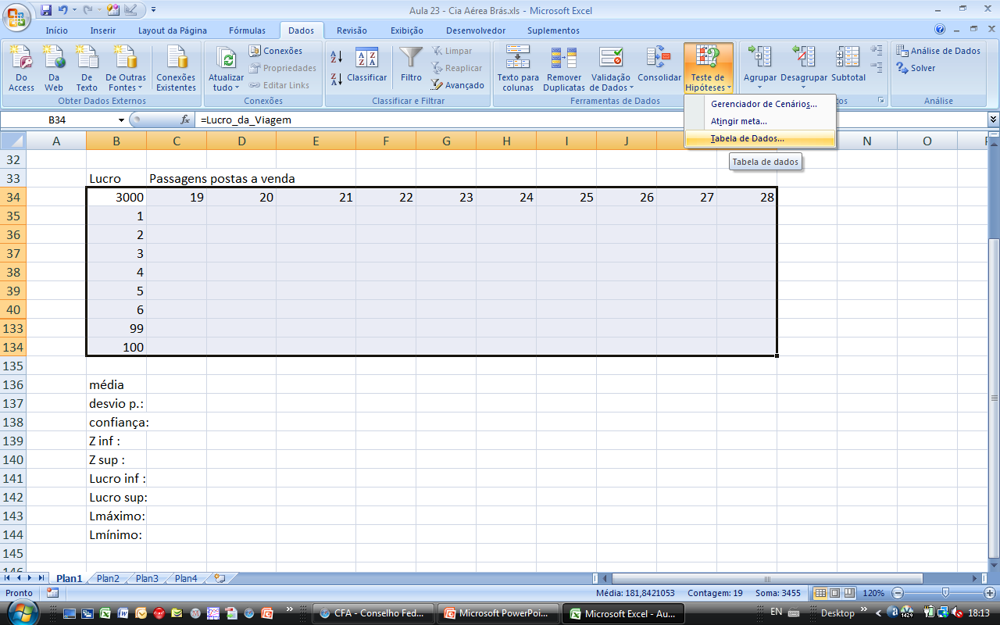 Aula 23 - Cia Aérea Brás.xls - Microsoft Excel
Início Inserir Layout da Página Fórmulas Dados Revisão Exibição Desenvolvedor Suplementos
Do Access
Da Web
De Texto
De Outras Fontes
Conexões Existentes
Obter Dados Externos
Atualizar tudo
Conexões
Propriedades
Editar Links
Conexões
Classificar
Filtro
Limpar
Reaplicar
Avançado
Classificar e Filtrar
Texto para colunas
Remover Duplicatas
Validação de Dados
Consolidar
Teste de Hipóteses
Ferramentas de Dados
Agrupar
Desagrupar
Subtotal
Análise de Dados
Solver
Análise
Gerenciador de Cenários...
Atingir meta...
Tabela de Dados...
Tabela de dados
B34 fx =Lucro_da_Viagem
A B C D E F G H I J N O
32
33 Lucro Passagens postas a venda
34 3000 19 20 21 22 23 24 25 26 27 28
35 1
36 2
37 3
38 4
39 5
40 6
133 99
134 100
135
136 média
137 desvio p.:
138 confiança:
139 Z inf :
140 Z sup :
141 Lucro inf :
142 Lucro sup:
143 Lmáximo:
144 Lmínimo:
145
146
Plan1 Plan2 Plan3 Plan4
Pronto Média: 181,8421053 Contagem: 19 Soma: 3455 120%
CFA - Conselho Fed... Microsoft PowerPoi... Microsoft Excel - Au... EN Desktop 18:13